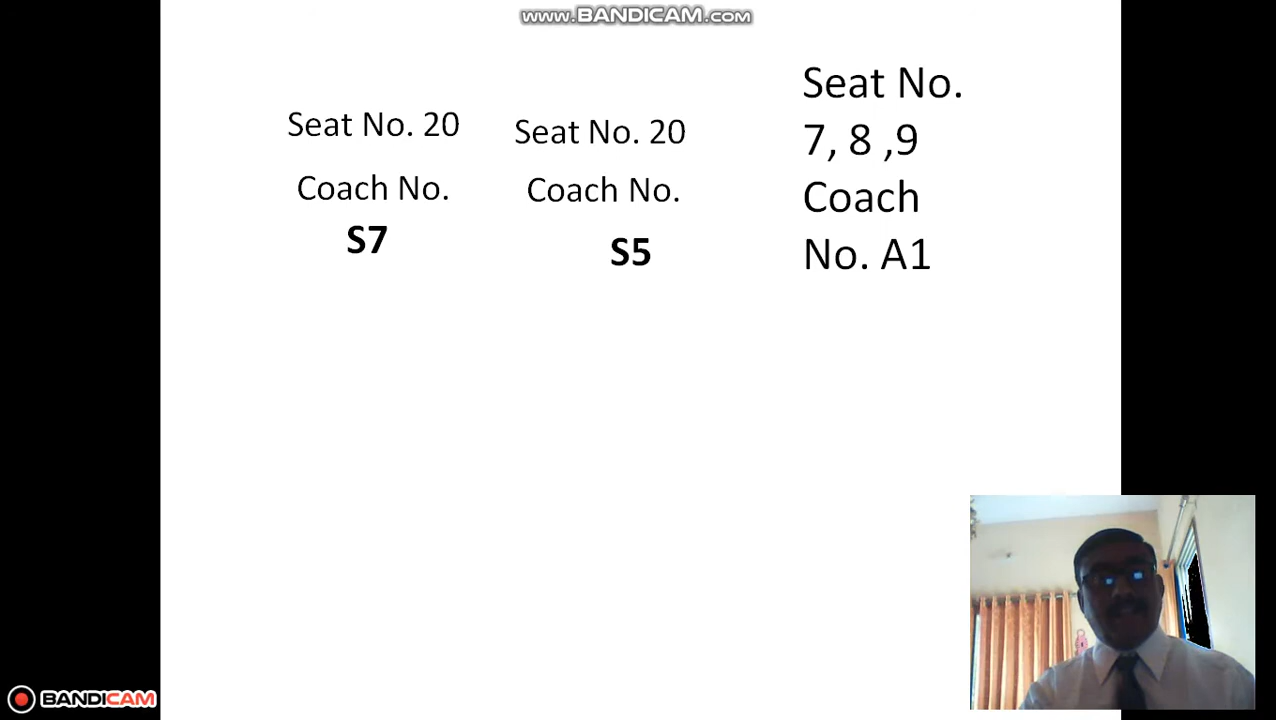 www.BANDICAM.com
Seat No. 20
Coach No.
S7
Seat No. 20
Coach No.
S5
Seat No.
7, 8 ,9
Coach
No. A1
BANDICAM